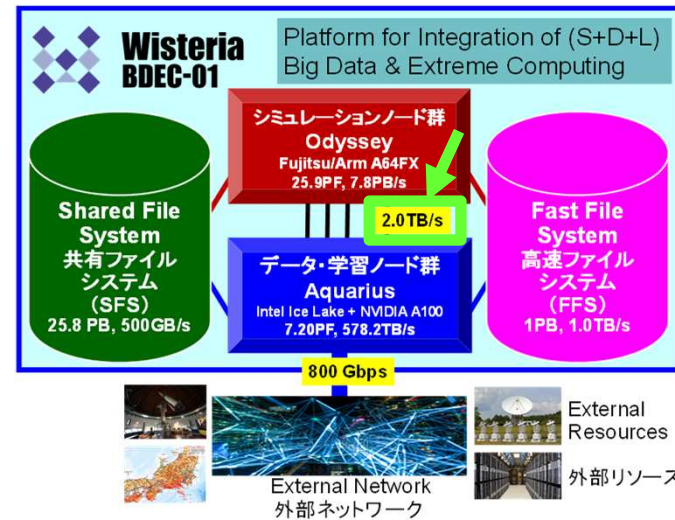 Wisteria
BDEC-01
Platform for Integration of (S+D+L)
Big Data & Extreme Computing
シミュレーションノード群
Odyssey
Fujitsu/Arm A64FX
25.9PF, 7.8PB/s
2.0TB/s
Shared File
System
共有ファイル
システム
(SFS)
25.8 PB, 500GB/s
データ・学習ノード群
Aquarius
Intel Ice Lake + NVIDIA A100
7.20PF, 578.2TB/s
Fast File
System
高速ファイル
システム
(FFS)
1PB, 1.0TB/s
800 Gbps
External Network
外部ネットワーク
External
Resources
外部リソース